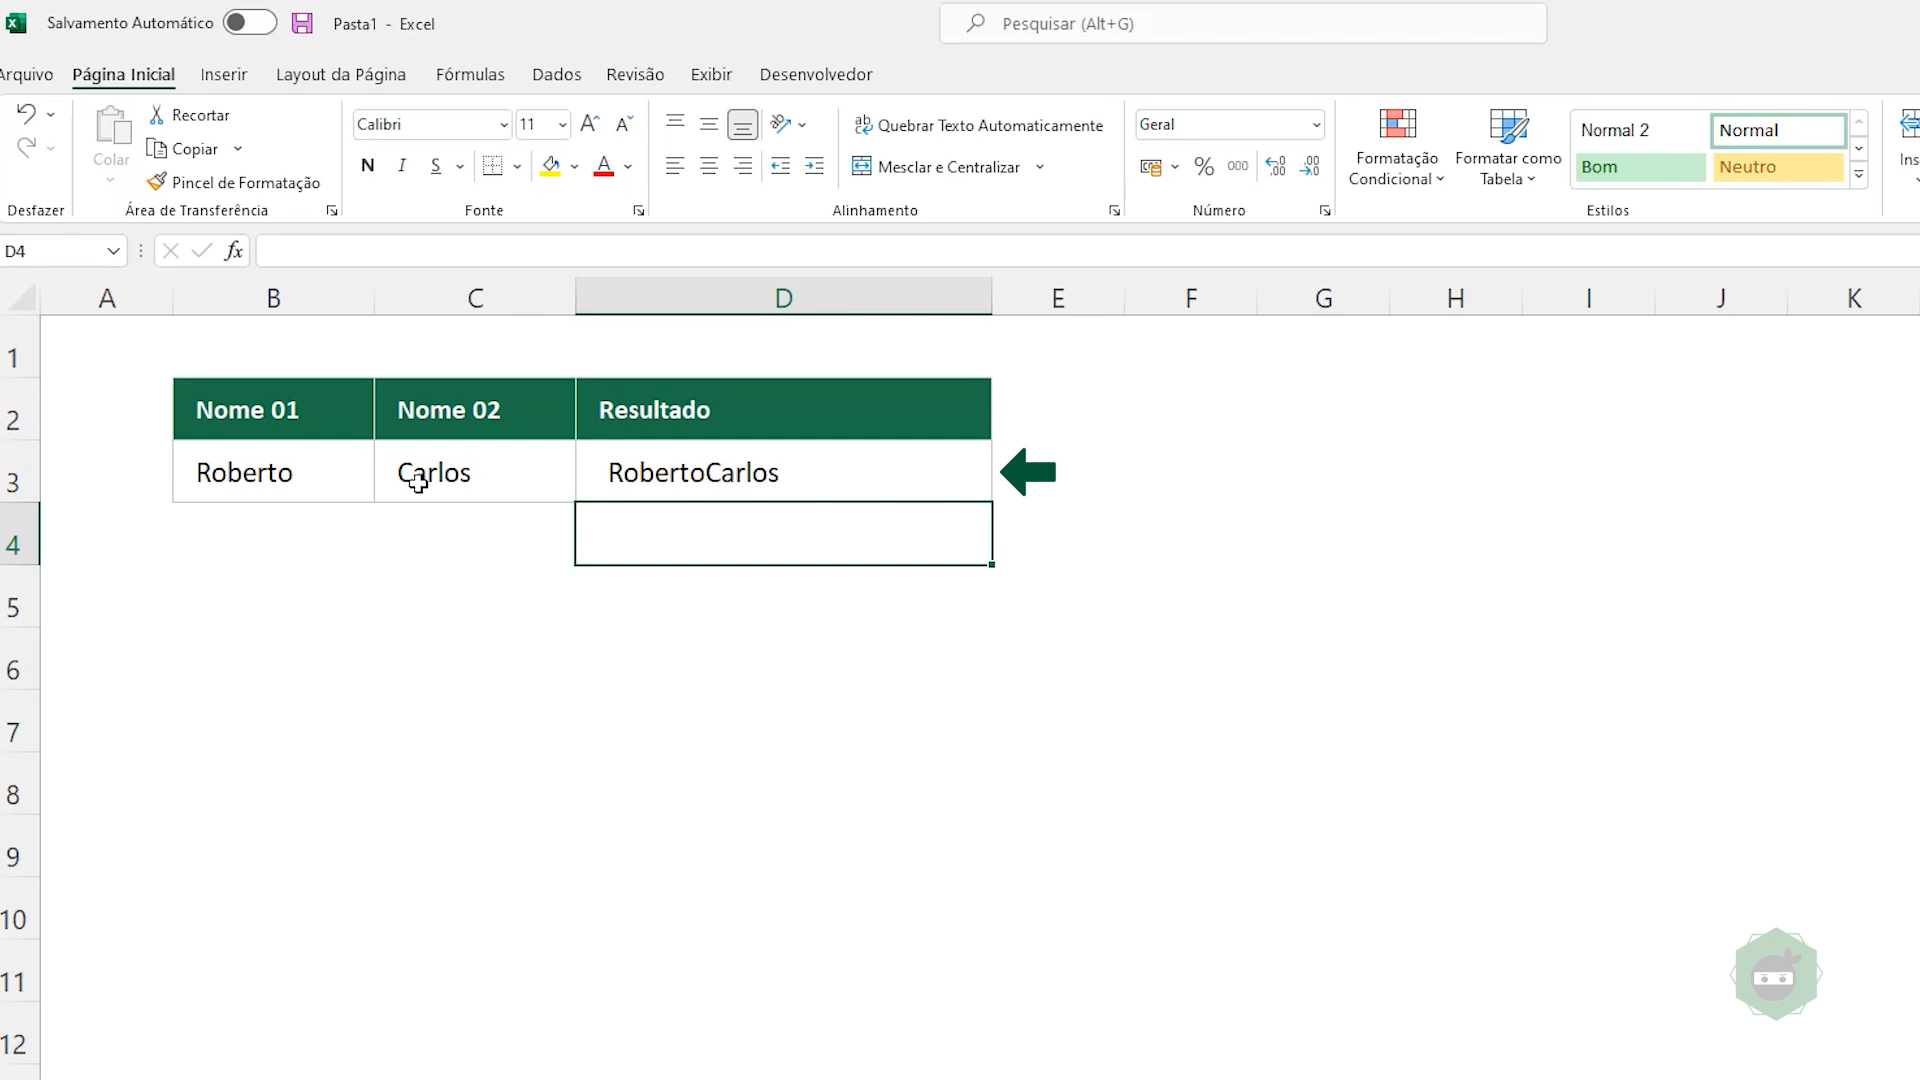 Salvamento Automático
Pasta1 - Excel
Pesquisar (Alt+G)
Arquivo Página Inicial Inserir Layout da Página Fórmulas Dados Revisão Exibir Desenvolvedor
Colar
Recortar
Copiar
Pincel de Formatação
Calibri 11
N I S
Quebrar Texto Automaticamente
Mesclar e Centralizar
Geral
% 000
Formatação Condicional
Formatar como Tabela
Normal 2 Normal
Bom Neutro
Desfazer Área de Transferência Fonte Alinhamento Número Estilos
D4 fx
A B C D E F G H I J K
1
2 Nome 01 Nome 02 Resultado
3 Roberto Carlos RobertoCarlos
4
5
6
7
8
9
10
11
12